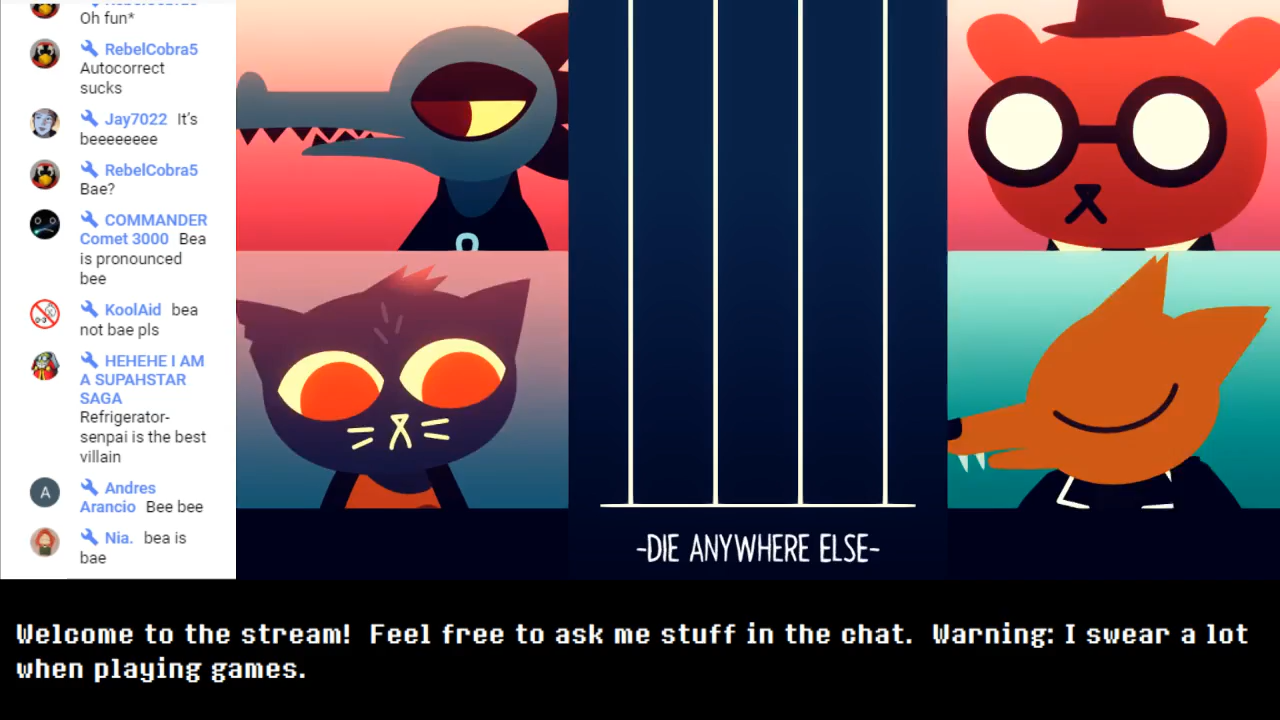 Oh fun*
RebelCobra5
Autocorrect
sucks
Jay7022 It's
beeeeeeee
RebelCobra5
Bae?
COMMANDER
Comet 3000 Bea
is pronounced
bee
KoolAid bea
not bae pls
HEHEHE I AM
A SUPAHSTAR
SAGA
Refrigerator-
senpai is the best
villain
A
Andres
Arancio Bee bee
Nia. bea is
bae
-DIE ANYWHERE ELSE-
Welcome to the stream! Feel free to ask me stuff in the chat. Warning: I swear a lot
when playing games.